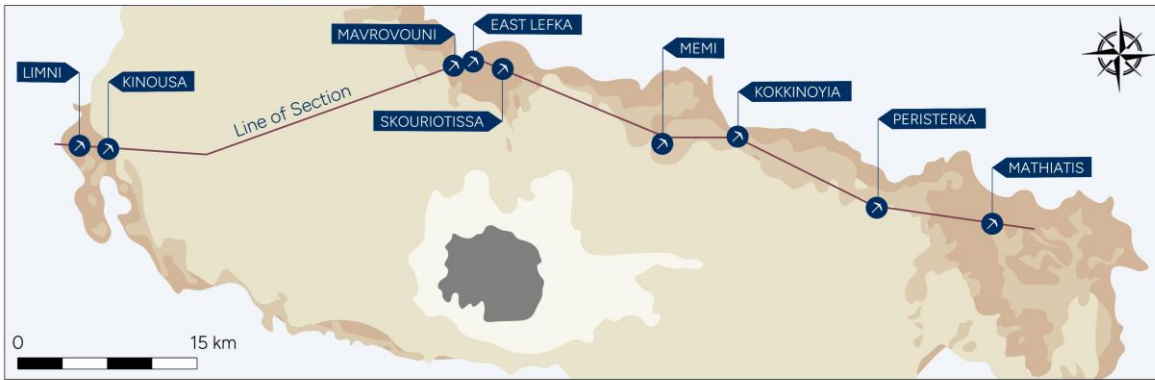 EAST LEFKA
MAVROVOUNI
MEMI
LIMNI
KINOUSA
KOKKINOYIA
Line of Section
SKOURIOTISSA
PERISTERKA
MATHIATIS
0 15 km